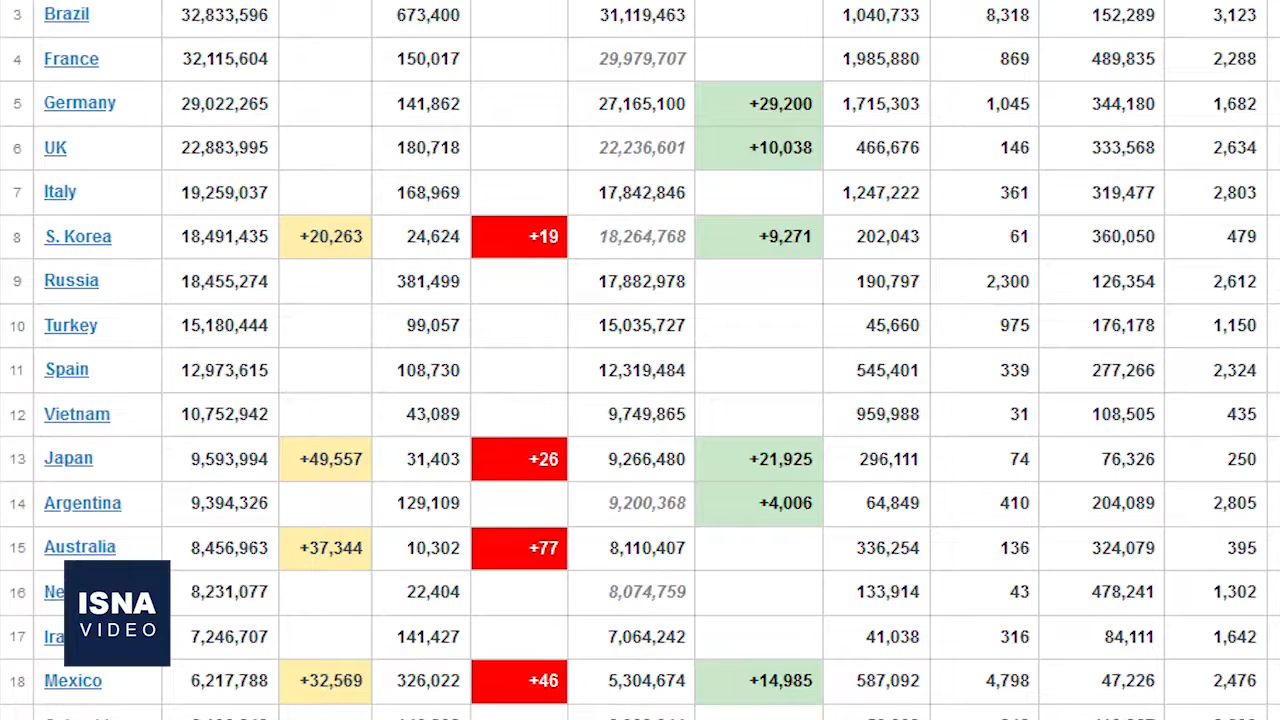 3 Brazil 32,833,596 673,400 31,119,463 1,040,733 8,318 152,289 3,123
4 France 32,115,604 150,017 29,979,707 1,985,880 869 489,835 2,288
5 Germany 29,022,265 141,862 27,165,100 +29,200 1,715,303 1,045 344,180 1,682
6 UK 22,883,995 180,718 22,236,601 +10,038 466,676 146 333,568 2,634
7 Italy 19,259,037 168,969 17,842,846 1,247,222 361 319,477 2,803
8 S. Korea 18,491,435 +20,263 24,624 +19 18,264,768 +9,271 202,043 61 360,050 479
9 Russia 18,455,274 381,499 17,882,978 190,797 2,300 126,354 2,612
10 Turkey 15,180,444 99,057 15,035,727 45,660 975 176,178 1,150
11 Spain 12,973,615 108,730 12,319,484 545,401 339 277,266 2,324
12 Vietnam 10,752,942 43,089 9,749,865 959,988 31 108,505 435
13 Japan 9,593,994 +49,557 31,403 +26 9,266,480 +21,925 296,111 74 76,326 250
14 Argentina 9,394,326 129,109 9,200,368 +4,006 64,849 410 204,089 2,805
15 Australia 8,456,963 +37,344 10,302 +77 8,110,407 336,254 136 324,079 395
16 Ne 8,231,077 22,404 8,074,759 133,914 43 478,241 1,302
17 Ira 7,246,707 141,427 7,064,242 41,038 316 84,111 1,642
18 Mexico 6,217,788 +32,569 326,022 +46 5,304,674 +14,985 587,092 4,798 47,226 2,476
ISNA
VIDEO